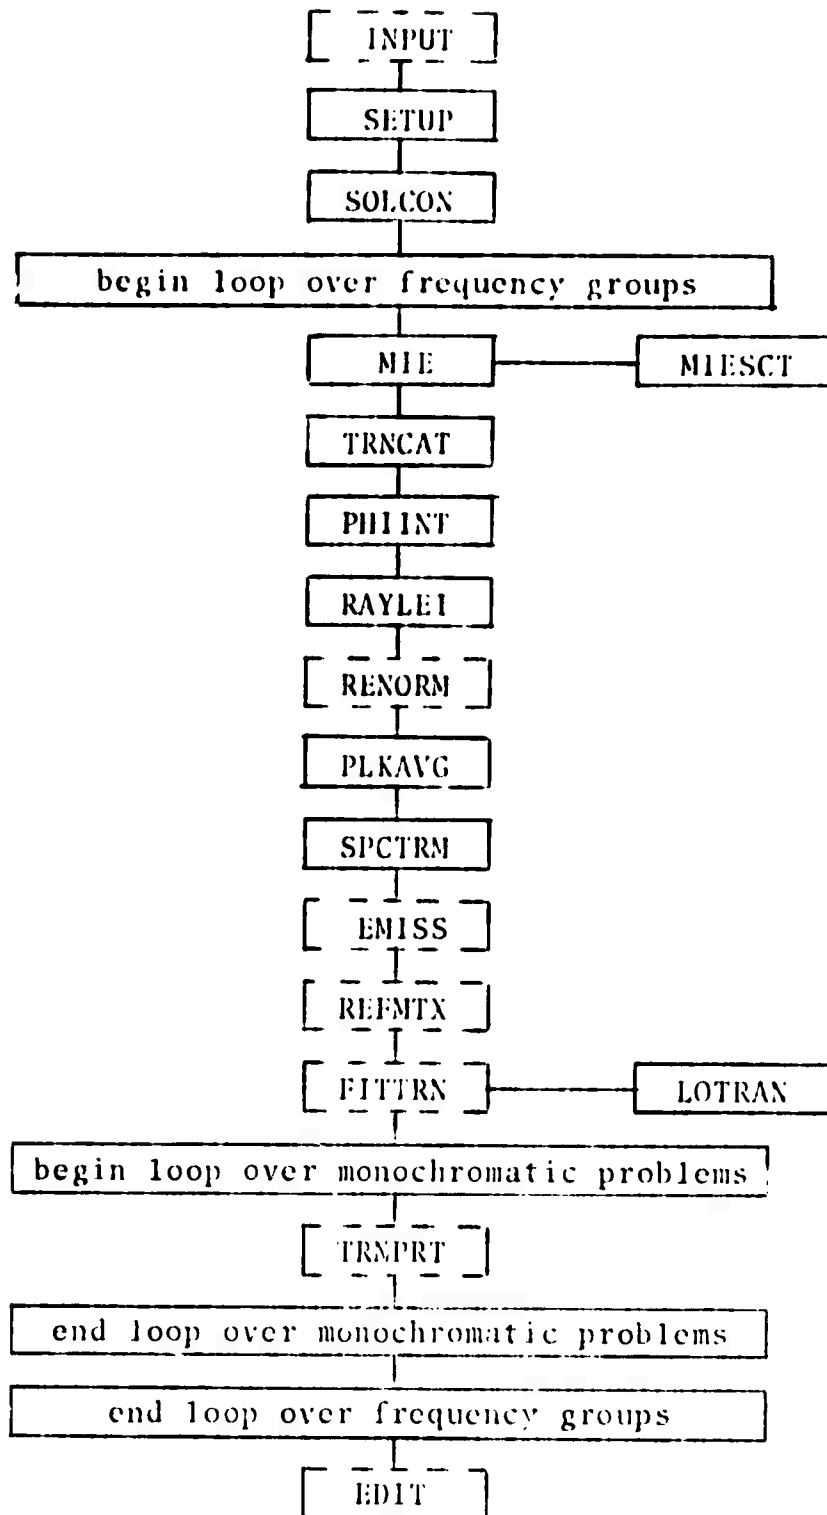 INPUT
SETUP
SOLCON
begin loop over frequency groups
MIE
MIESCT
TRNCAT
PHIINT
RAYLEI
RENORM
PLKAVG
SPCTRM
EMISS
REFMTX
FITTRN
LOTRAN
begin loop over monochromatic problems
TRNPRT
end loop over monochromatic problems
end loop over frequency groups
EDIT